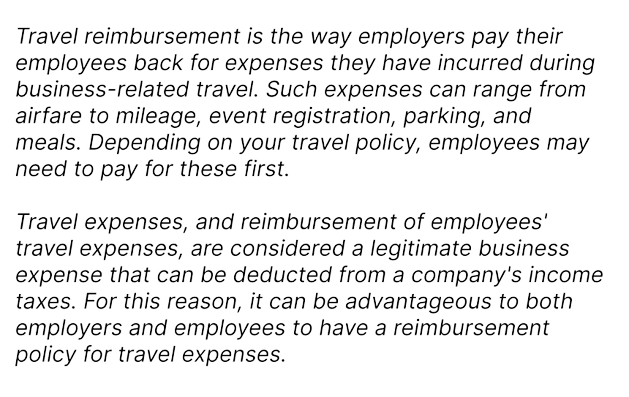 Travel reimbursement is the way employers pay their
employees back for expenses they have incurred during
business-related travel. Such expenses can range from
airfare to mileage, event registration, parking, and
meals. Depending on your travel policy, employees may
need to pay for these first.
Travel expenses, and reimbursement of employees'
travel expenses, are considered a legitimate business
expense that can be deducted from a company's income
taxes. For this reason, it can be advantageous to both
employers and employees to have a reimbursement
policy for travel expenses.